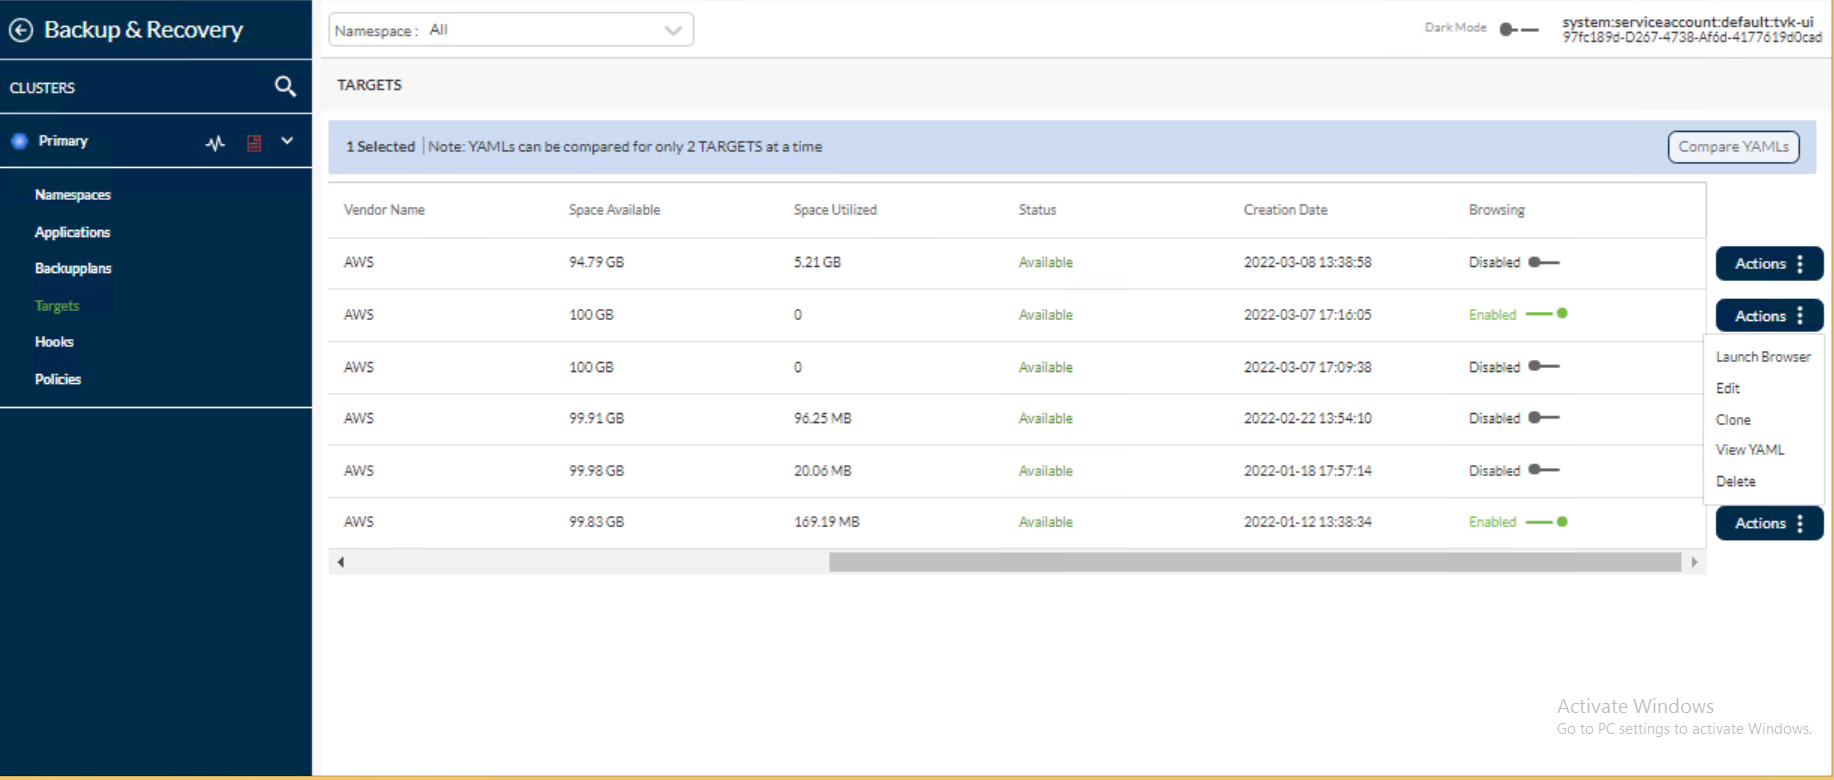 Backup & Recovery
Namespace : All
Dark Mode
system:serviceaccount:default:tvk-ui
97fc189d-D267-4738-Af6d-4177619d0cad
CLUSTERS
TARGETS
Primary
1 Selected | Note: YAMLs can be compared for only 2 TARGETS at a time
Compare YAMLs
Namespaces
Applications
Backupplans
Targets
Hooks
Policies
Vendor Name Space Available Space Utilized Status Creation Date Browsing
AWS 94.79 GB 5.21 GB Available 2022-03-08 13:38:58 Disabled Actions
AWS 100 GB 0 Available 2022-03-07 17:16:05 Enabled Actions
AWS 100 GB 0 Available 2022-03-07 17:09:38 Disabled
AWS 99.91 GB 96.25 MB Available 2022-02-22 13:54:10 Disabled
AWS 99.98 GB 20.06 MB Available 2022-01-18 17:57:14 Disabled
AWS 99.83 GB 169.19 MB Available 2022-01-12 13:38:34 Enabled Actions
Launch Browser
Edit
Clone
View YAML
Delete
Activate Windows
Go to PC settings to activate Windows.